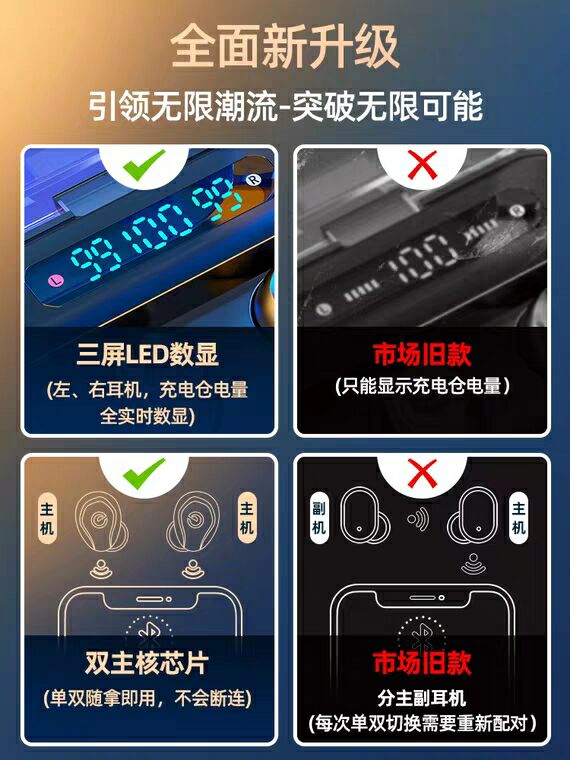 全面新升级
引领无限潮流-突破无限可能
L 99 100 99 R
三屏LED数显
(左、右耳机，充电仓电量
全实时数显)
L 100 R
市场旧款
(只能显示充电仓电量)
主机
主机
双主核芯片
(单双随拿即用，不会断连)
副机
主机
市场旧款
分主副耳机
(每次单双切换需要重新配对)